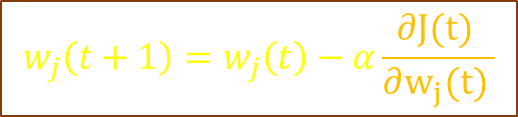 w_j(t + 1) = w_j(t) − α ∂J(t)/∂w_j(t)